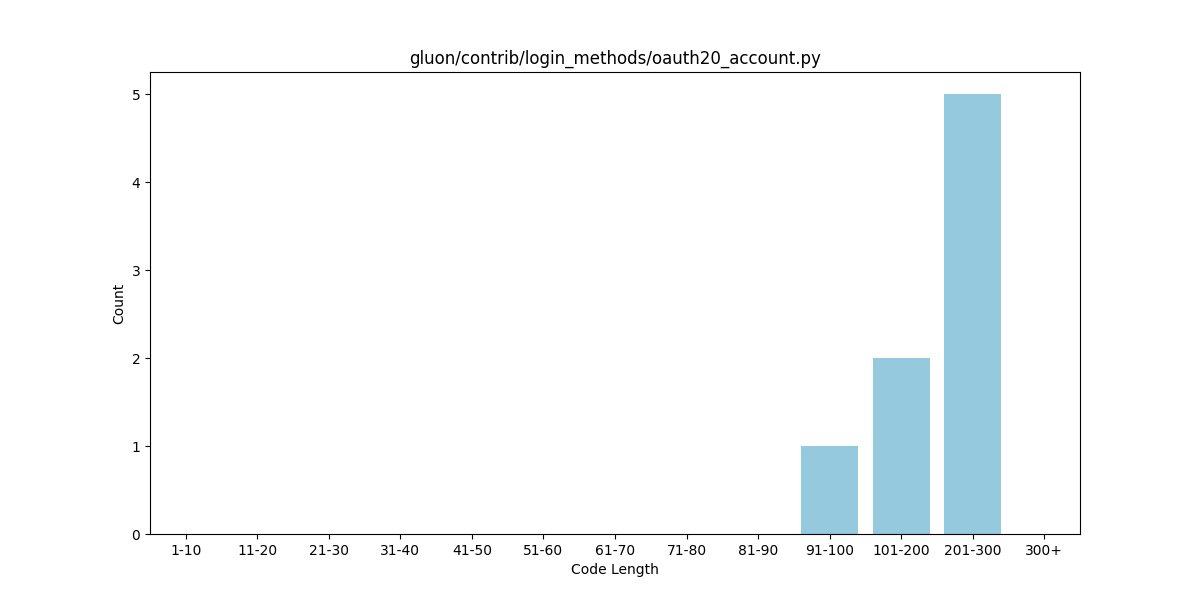 gluon/contrib/login_methods/oauth20_account.py
5
4
3
2
1
0
Count
1-10 11-20 21-30 31-40 41-50 51-60 61-70 71-80 81-90 91-100 101-200 201-300 300+
Code Length